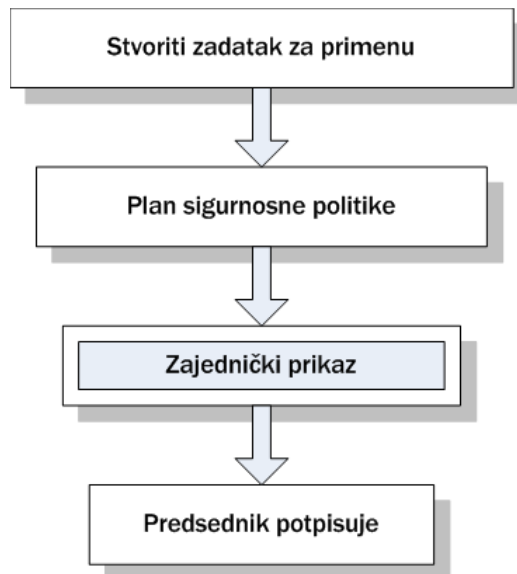 Stvoriti zadatak za primenu
Plan sigurnosne politike
Zajednički prikaz
Predsednik potpisuje